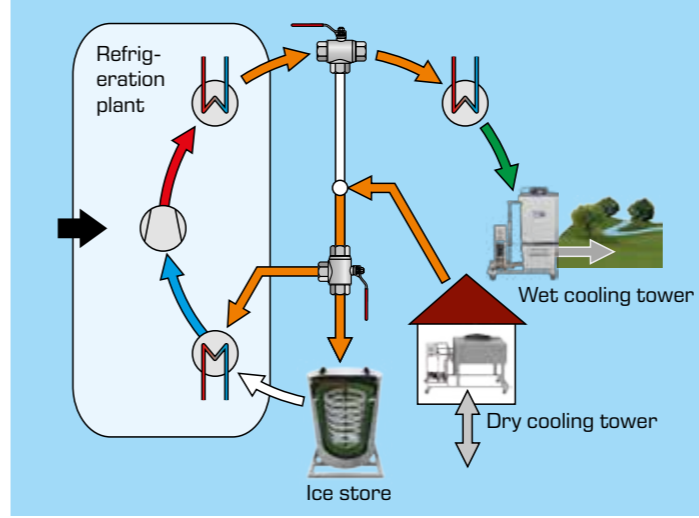 Refrig-
eration
plant
Wet cooling tower
Dry cooling tower
Ice store